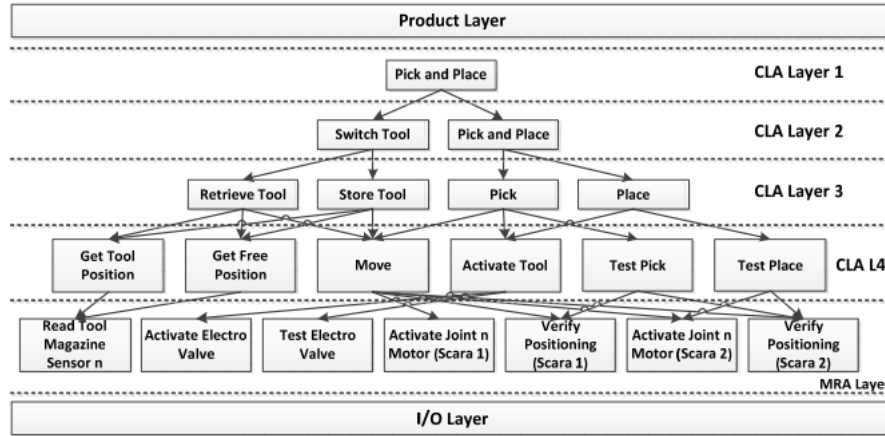 Product Layer
CLA Layer 1
Pick and Place
Switch Tool
Pick and Place
CLA Layer 2
Retrieve Tool
Store Tool
Pick
Place
CLA Layer 3
Get Tool
Position
Get Free
Position
Move
Activate Tool
Test Pick
Test Place
CLA L4
Read Tool
Magazine
Sensor n
Activate Electro
Valve
Test Electro
Valve
Activate Joint n
Motor (Scara 1)
Verify
Positioning
(Scara 1)
Activate Joint n
Motor (Scara 2)
Verify
Positioning
(Scara 2)
MRA Layer
I/O Layer